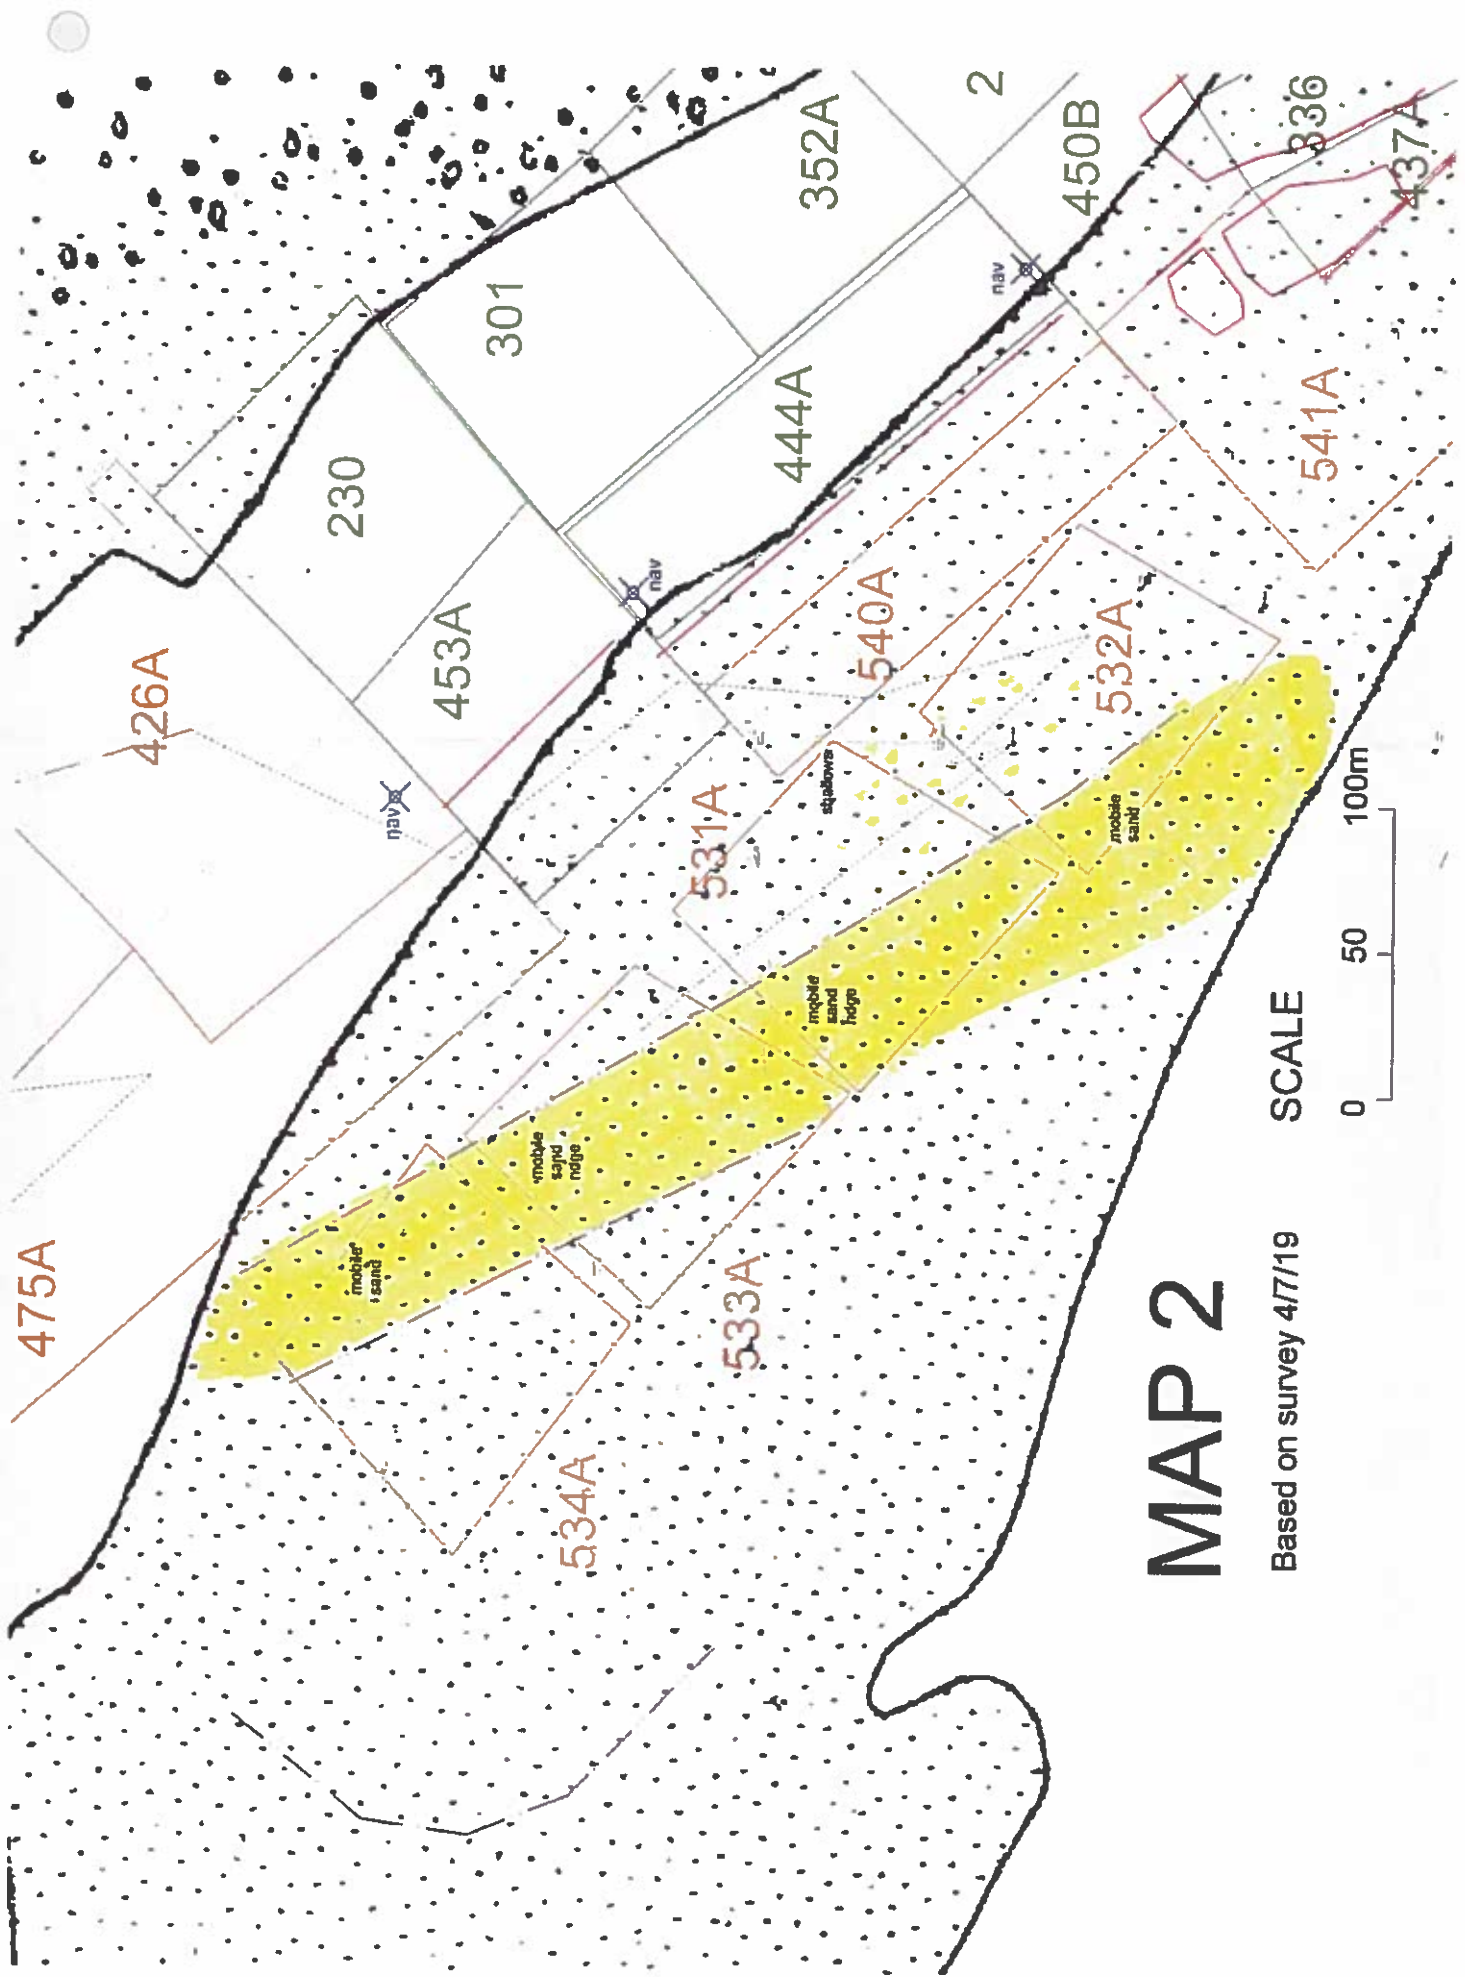 475A
426A
230
301
352A
2
453A
444A
450B
336
437A
nav
nav
nav
531A
540A
532A
541A
shallows
mobile
sand
mobile
sand
ridge
mobile
sand
ridge
mobile
sand
534A
533A
MAP 2
Based on survey 4/7/19
SCALE
0 50 100m